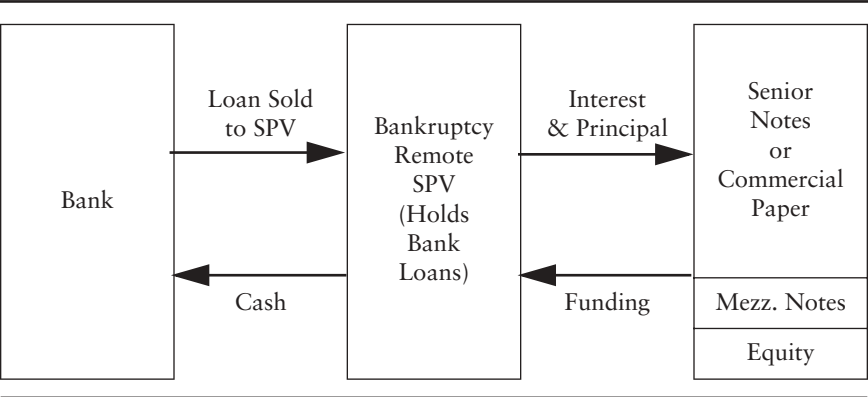 Bank
Loan Sold
to SPV
Cash
Bankruptcy
Remote
SPV
(Holds
Bank
Loans)
Interest
& Principal
Funding
Senior
Notes
or
Commercial
Paper
Mezz. Notes
Equity